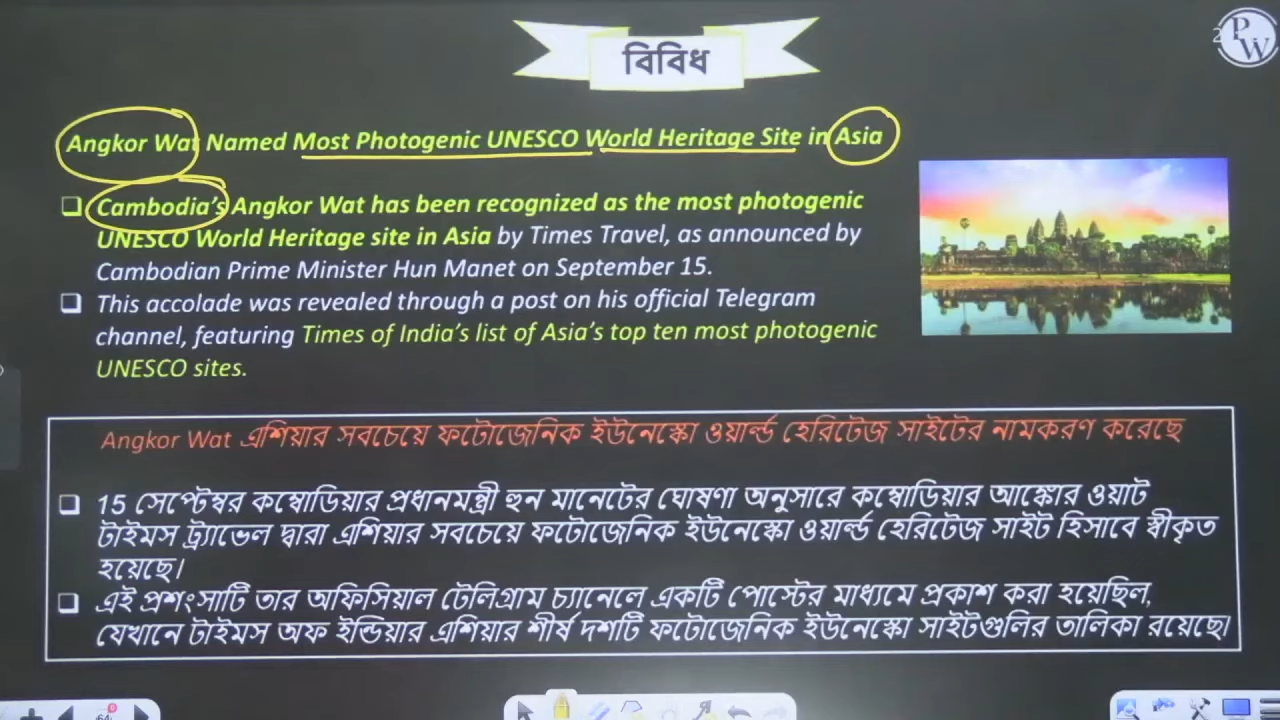 বিবিধ
PW
Angkor Wat Named Most Photogenic UNESCO World Heritage Site in Asia
❑ Cambodia's Angkor Wat has been recognized as the most photogenic
UNESCO World Heritage site in Asia by Times Travel, as announced by
Cambodian Prime Minister Hun Manet on September 15.
❑ This accolade was revealed through a post on his official Telegram
channel, featuring Times of India's list of Asia's top ten most photogenic
UNESCO sites.
Angkor Wat এশিয়ার সবচেয়ে ফটোজেনিক ইউনেস্কো ওয়ার্ল্ড হেরিটেজ সাইটের নামকরণ করেছে
❑ 15 সেপ্টেম্বর কম্বোডিয়ার প্রধানমন্ত্রী হুন মানেটের ঘোষণা অনুসারে কম্বোডিয়ার আঙ্কোর ওয়াট
টাইমস ট্র্যাভেল দ্বারা এশিয়ার সবচেয়ে ফটোজেনিক ইউনেস্কো ওয়ার্ল্ড হেরিটেজ সাইট হিসাবে স্বীকৃত
হয়েছে।
❑ এই প্রশংসাটি তার অফিসিয়াল টেলিগ্রাম চ্যানেলে একটি পোস্টের মাধ্যমে প্রকাশ করা হয়েছিল,
যেখানে টাইমস অফ ইন্ডিয়ার এশিয়ার শীর্ষ দশটি ফটোজেনিক ইউনেস্কো সাইটগুলির তালিকা রয়েছে।
64